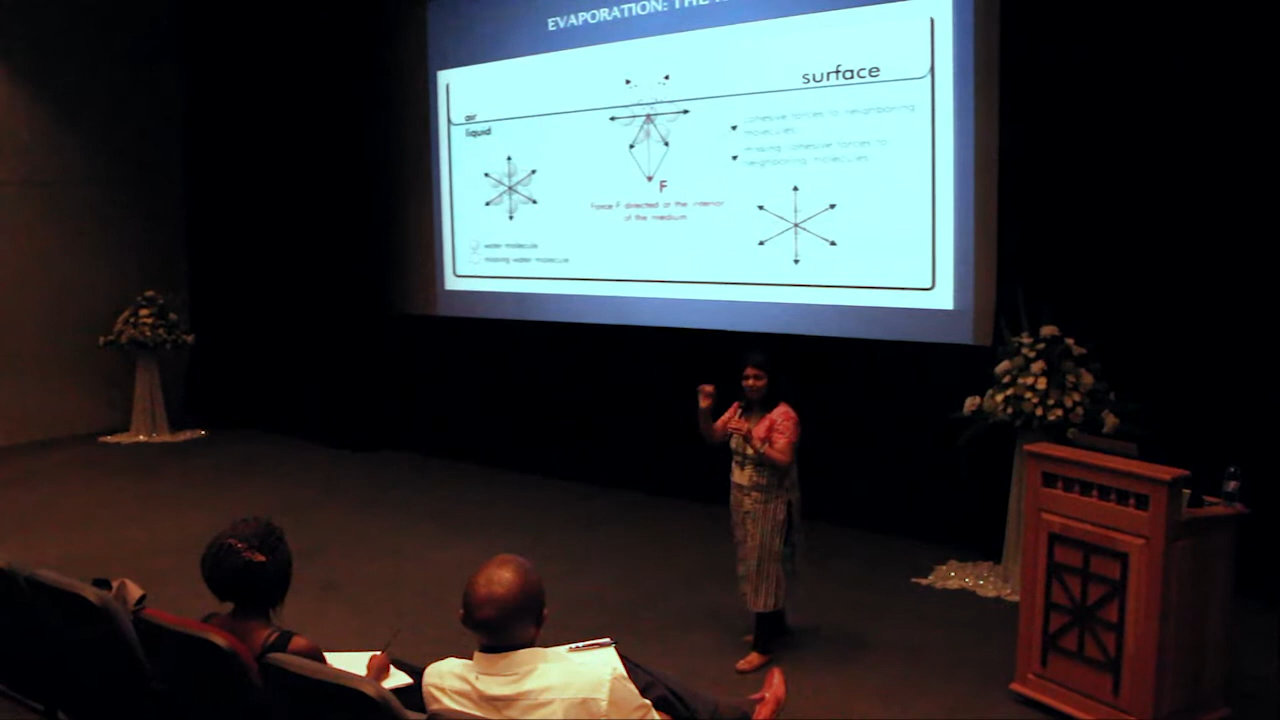 EVAPORATION: THE
surface
air
liquid
cohesive forces to neighboring
molecules
missing cohesive forces to
neighboring molecules
F
Force F directed at the interior
of the medium
water molecule
missing water molecule